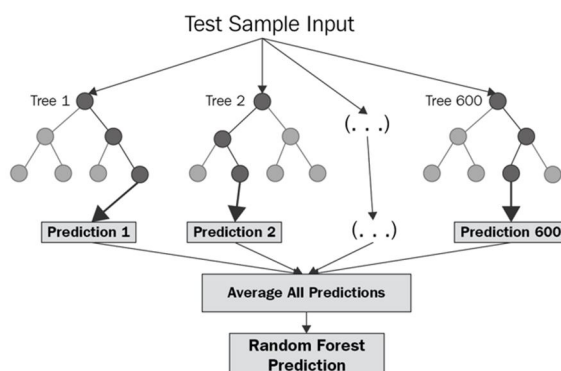 Test Sample Input
Tree 1
Tree 2
(. . .)
Tree 600
Prediction 1
Prediction 2
(. . .)
Prediction 600
Average All Predictions
Random Forest
Prediction